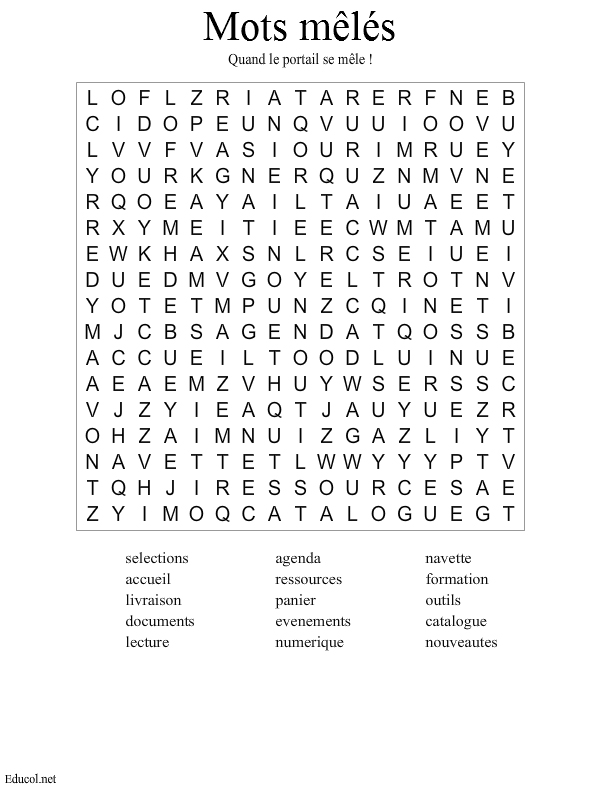 Mots mêlés
Quand le portail se mêle !
L O F L Z R I A T A R E R F N E B
C I D O P E U N Q V U U I O O V U
L V V F V A S I O U R I M R U E Y
Y O U R K G N E R Q U Z N M V N E
R Q O E A Y A I L T A I U A E E T
R X Y M E I T I E E C W M T A M U
E W K H A X S N L R C S E I U E I
D U E D M V G O Y E L T R O T N V
Y O T E T M P U N Z C Q I N E T I
M J C B S A G E N D A T Q O S S B
A C C U E I L T O O D L U I N U E
A E A E M Z V H U Y W S E R S S C
V J Z Y I E A Q T J A U Y U E Z R
O H Z A I M N U I Z G A Z L I Y T
N A V E T T E T L W W Y Y Y P T V
T Q H J I R E S S O U R C E S A E
Z Y I M O Q C A T A L O G U E G T
selections agenda navette
accueil ressources formation
livraison panier outils
documents evenements catalogue
lecture numerique nouveautes
Educol.net